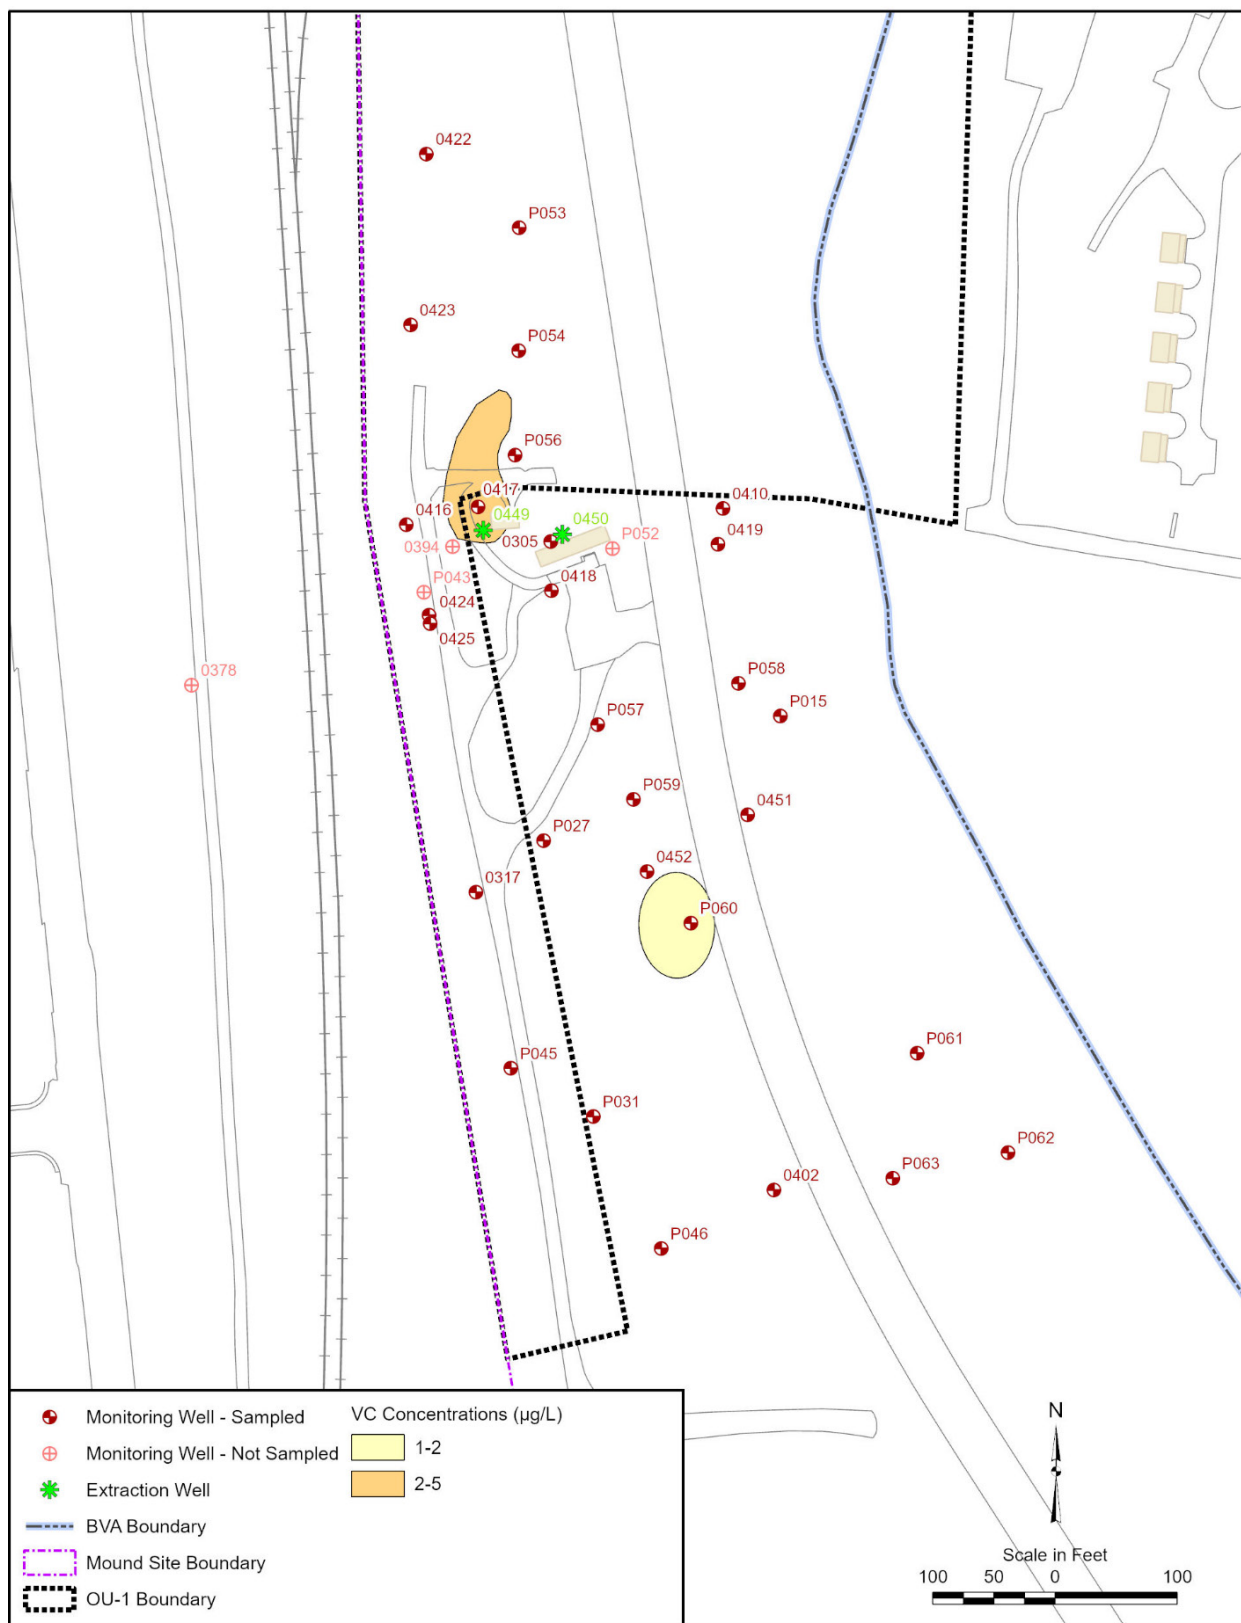 0422
P053
0423
P054
P056
0417
0410
0416
0449
0450
P052
0419
0394
0305
P043
0418
0424
0425
0378
P058
P015
P057
P059
0451
P027
0452
0317
P060
P061
P045
P031
P062
P063
0402
P046
Monitoring Well - Sampled
Monitoring Well - Not Sampled
Extraction Well
BVA Boundary
Mound Site Boundary
OU-1 Boundary
VC Concentrations (µg/L)
1-2
2-5
N
Scale in Feet
100 50 0 100